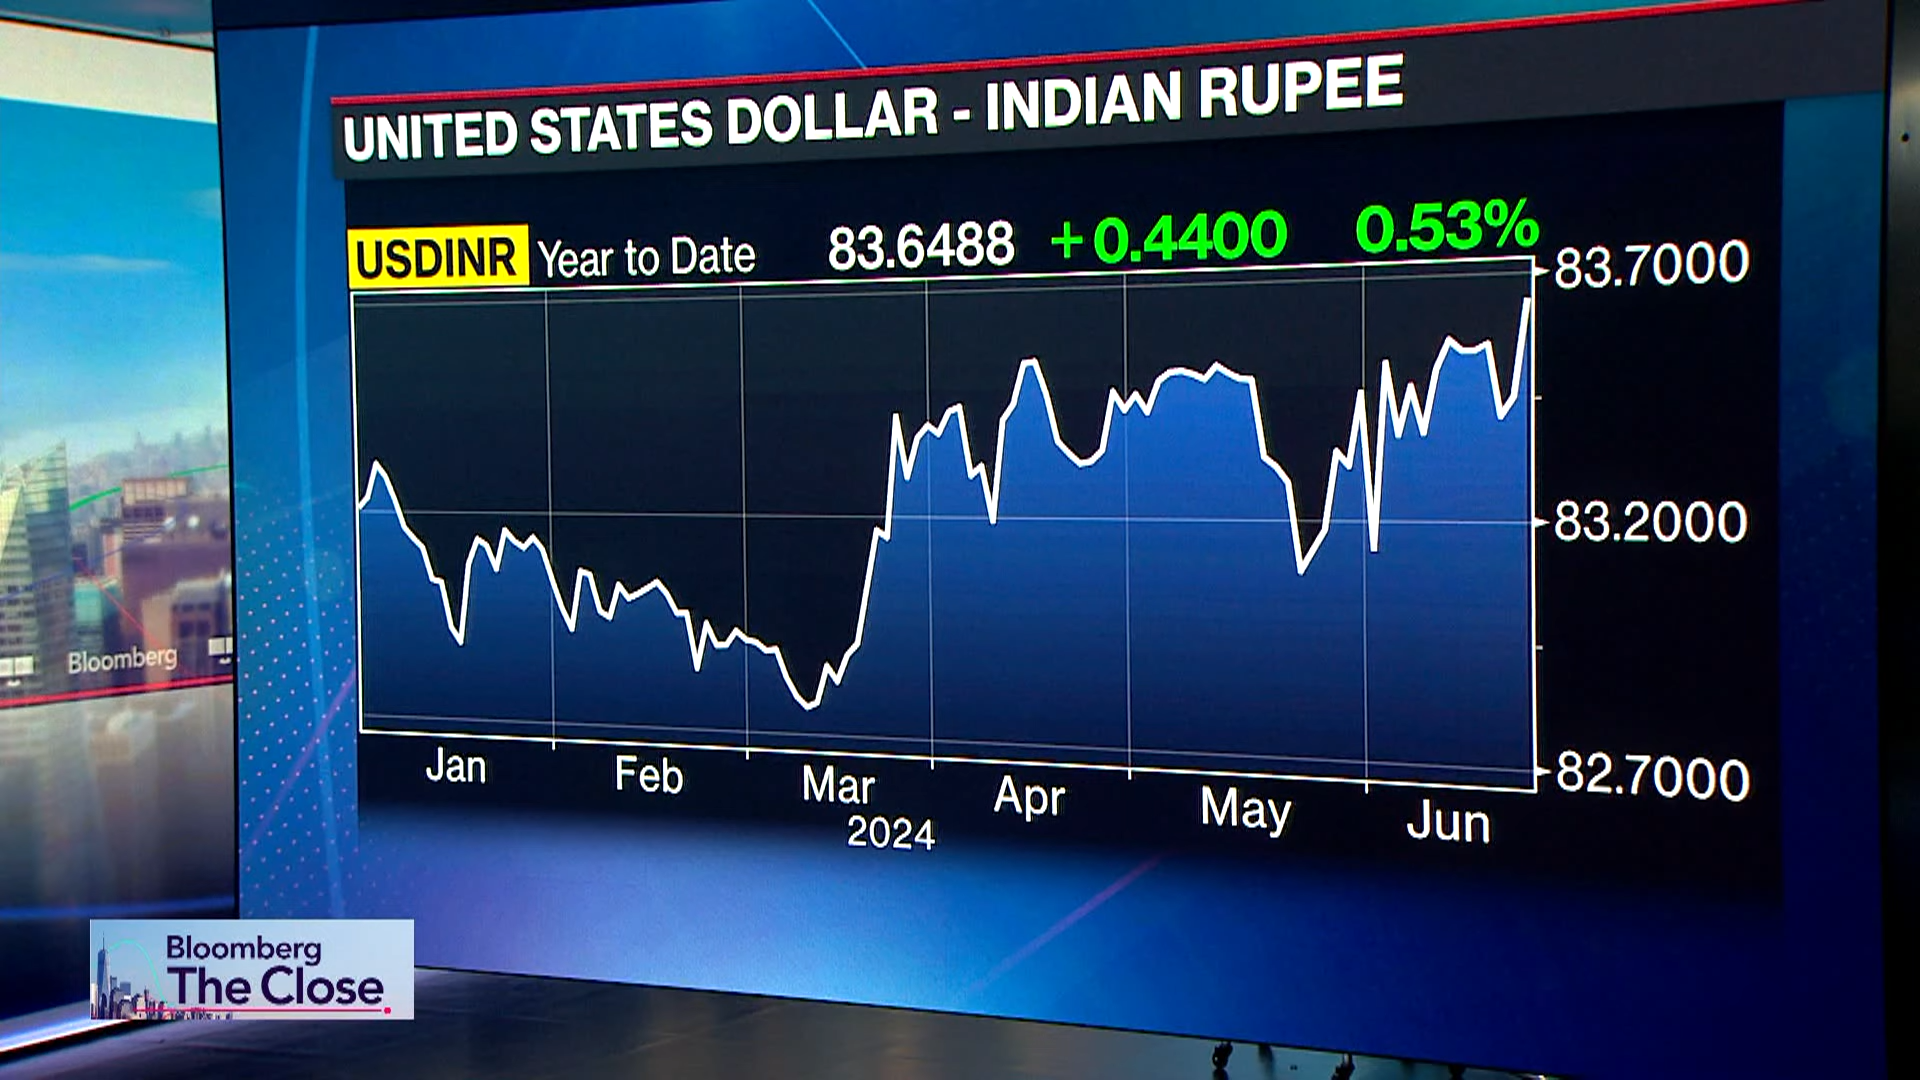 UNITED STATES DOLLAR - INDIAN RUPEE
USDINR Year to Date 83.6488 +0.4400 0.53%
83.7000
83.2000
82.7000
Jan Feb Mar Apr May Jun
2024
Bloomberg
Bloomberg
The Close